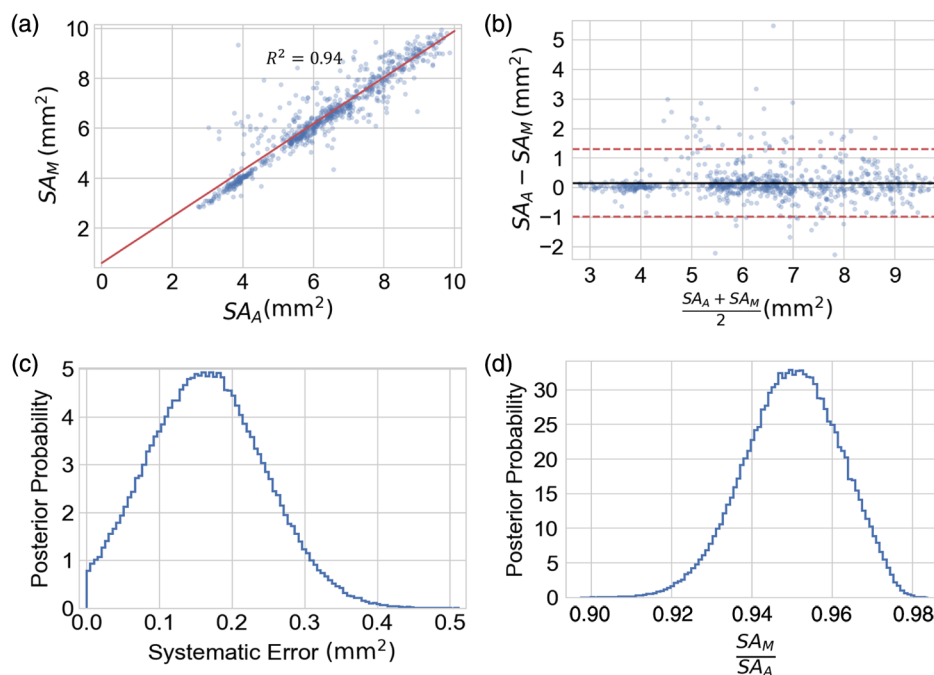 (a)
10
8
6
4
2
0 2 4 6 8 10
SA_M (mm²)
R² = 0.94
SA_A(mm²)
(b)
5
4
3
2
1
0
−1
−2
3 4 5 6 7 8 9
SA_A − SA_M (mm²)
SA_A + SA_M
2 (mm²)
(c)
5
4
3
2
1
0
0.0 0.1 0.2 0.3 0.4 0.5
Posterior Probability
Systematic Error (mm²)
(d)
30
25
20
15
10
5
0
0.90 0.92 0.94 0.96 0.98
Posterior Probability
SA_M
SA_A